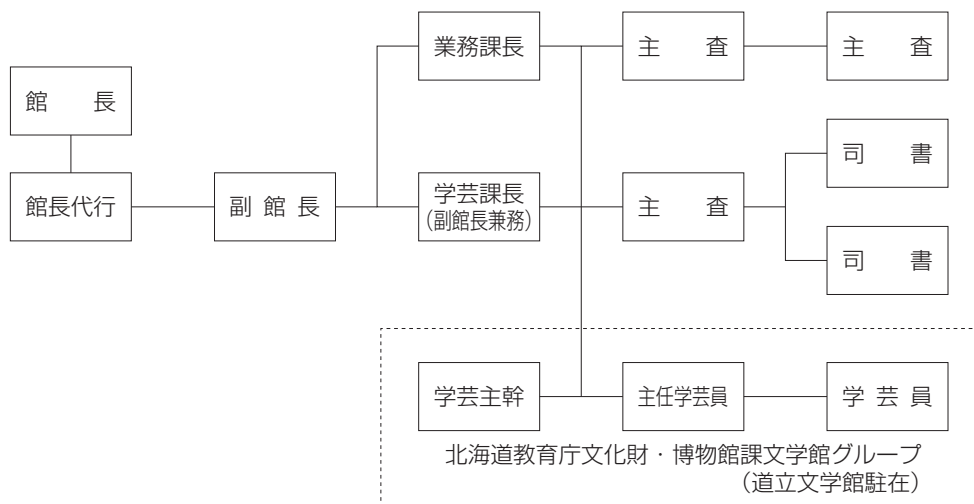 館長
館長代行
副館長
業務課長
主査
主査
学芸課長
(副館長兼務)
主査
司書
司書
学芸主幹
主任学芸員
学芸員
北海道教育庁文化財・博物館課文学館グループ
(道立文学館駐在)